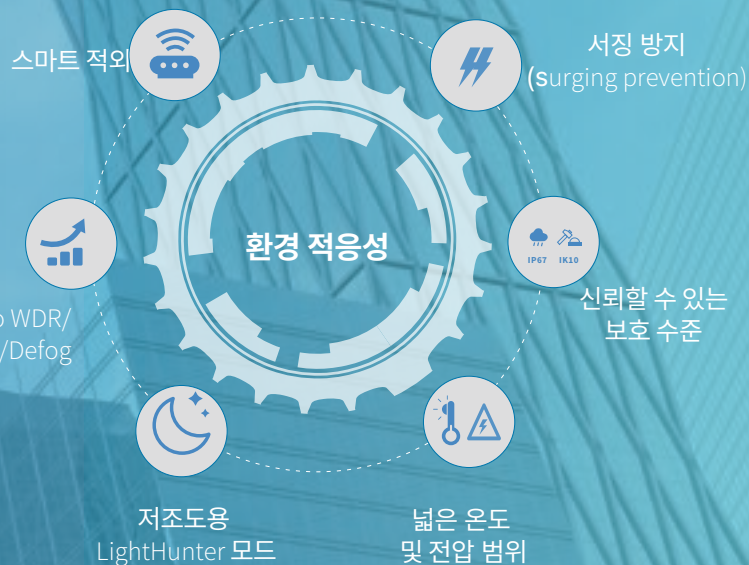 스마트 적외
서징 방지
(surging prevention)
환경 적응성
IP67 IK10
신뢰할 수 있는
보호 수준
WDR/
/Defog
저조도용
LightHunter 모드
넓은 온도
및 전압 범위